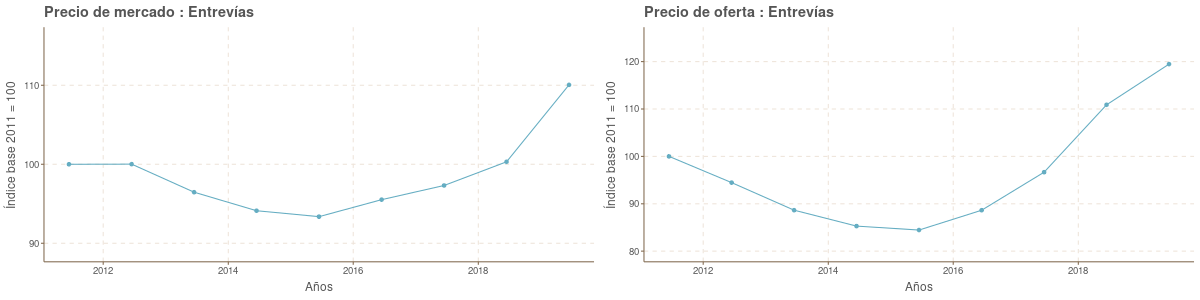 Precio de mercado : Entrevías
Índice base 2011 = 100
110
100
90
2012 2014 2016 2018
Años
Precio de oferta : Entrevías
Índice base 2011 = 100
120
110
100
90
80
2012 2014 2016 2018
Años